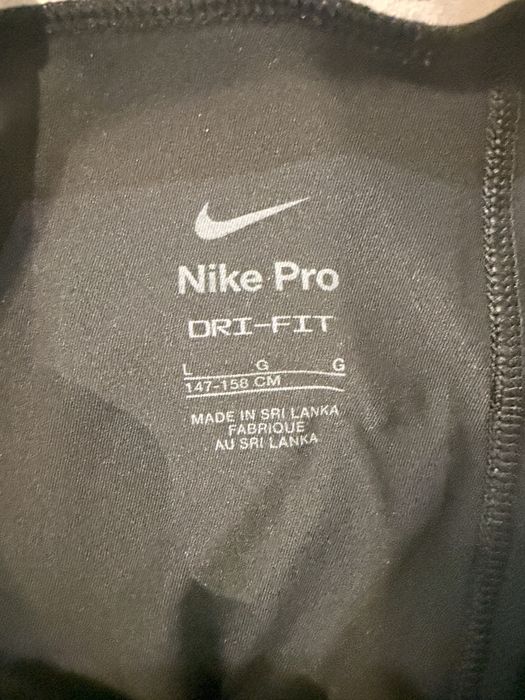 Nike Pro
DRI-FIT
L G G
147-158 CM
MADE IN SRI LANKA
FABRIQUE
AU SRI LANKA